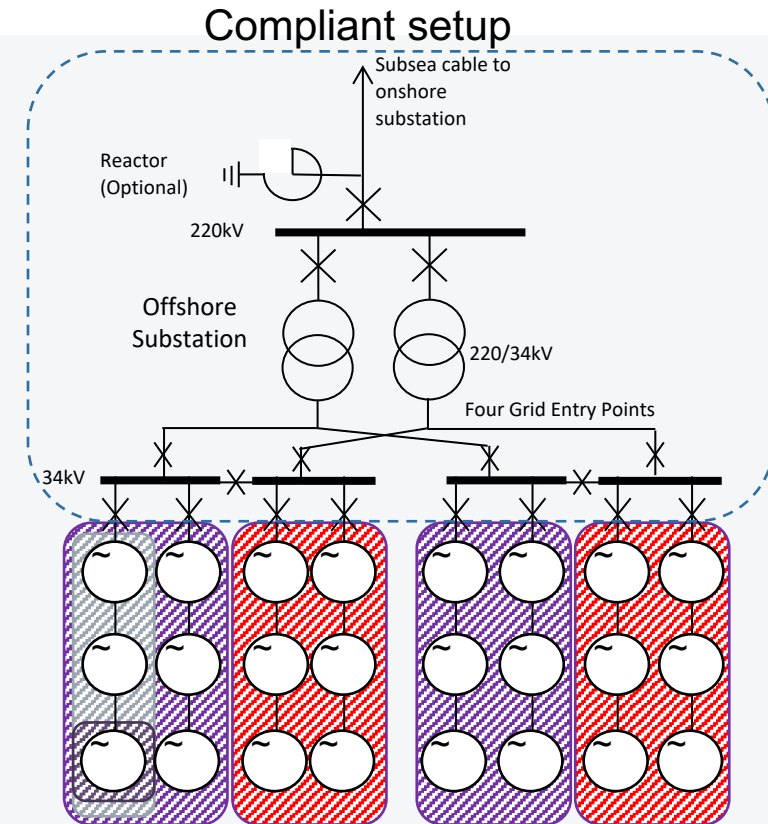 Compliant setup
Subsea cable to
onshore
substation
Reactor
(Optional)
220kV
Offshore
Substation
220/34kV
Four Grid Entry Points
34kV
~ ~ ~ ~ ~ ~ ~ ~
~ ~ ~ ~ ~ ~ ~ ~
~ ~ ~ ~ ~ ~ ~ ~